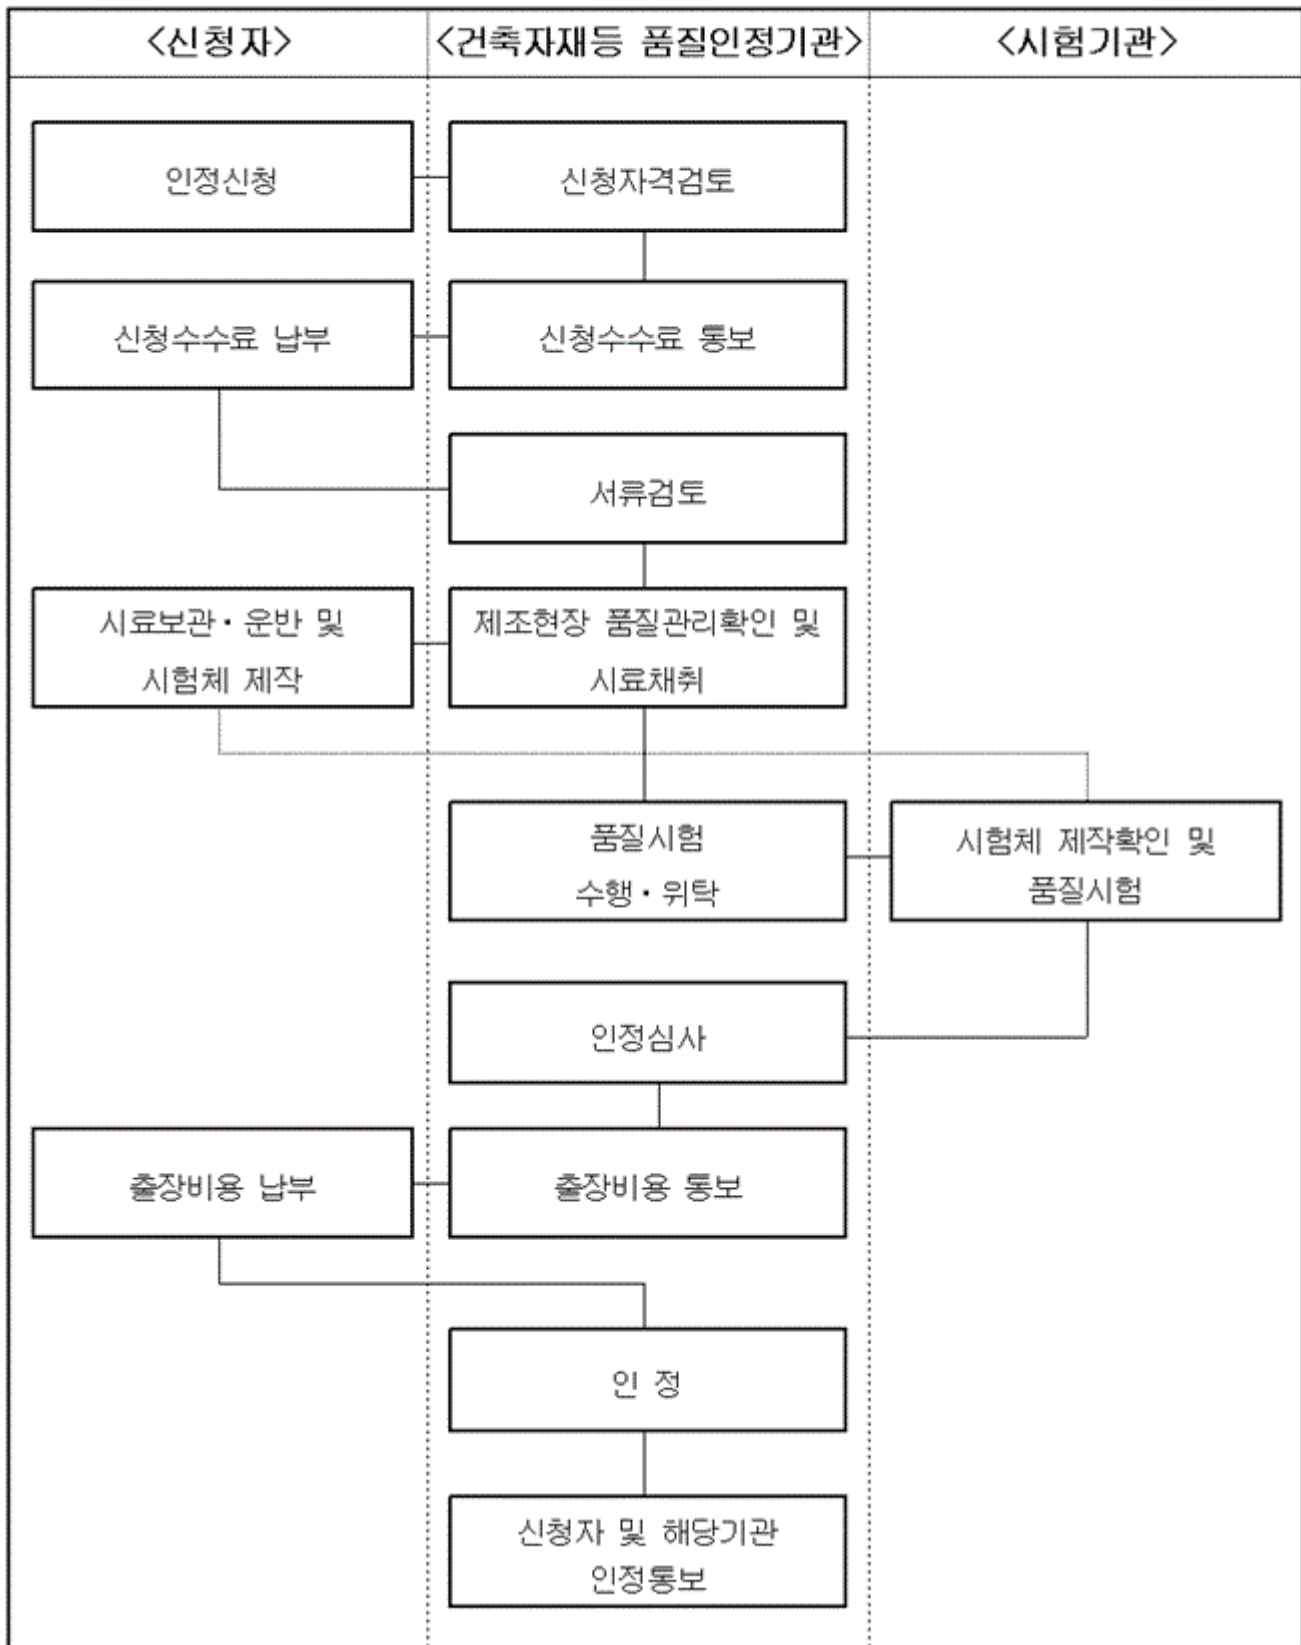 <신청자>
<건축자재등 품질인정기관>
<시험기관>
인정신청
신청자격검토
신청수수료 납부
신청수수료 통보
서류검토
시료보관・운반 및
시험체 제작
제조현장 품질관리확인 및
시료채취
품질시험
수행・위탁
시험체 제작확인 및
품질시험
인정심사
출장비용 납부
출장비용 통보
인 정
신청자 및 해당기관
인정통보